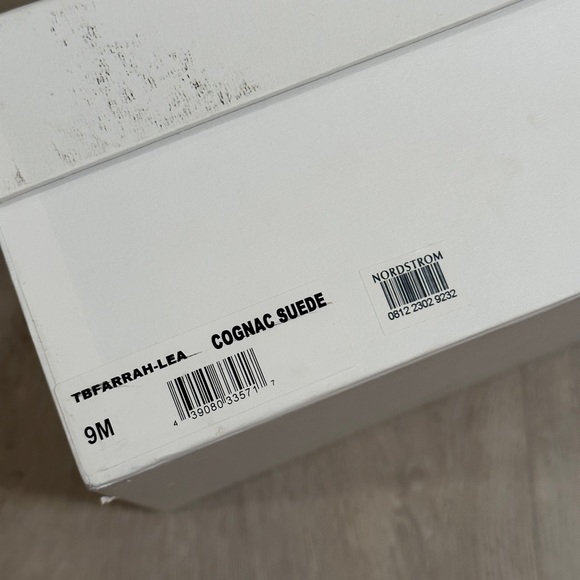 NORDSTROM
0812 2302 9232
TBFARRAH-LEA COGNAC SUEDE
9M
4 39080 33571 7